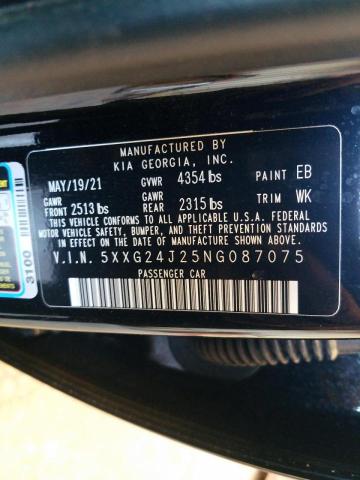 MANUFACTURED BY
KIA GEORGIA, INC.
MAY/19/21 GVWR 4354 lbs PAINT EB
GAWR FRONT 2513 lbs GAWR REAR 2315 lbs TRIM WK
THIS VEHICLE CONFORMS TO ALL APPLICABLE U.S.A. FEDERAL
MOTOR VEHICLE SAFETY, BUMPER, AND THEFT PREVENTION STANDARDS
IN EFFECT ON THE DATE OF MANUFACTURE SHOWN ABOVE.
V.I.N. 5XXG24J25NG087075
PASSENGER CAR
3100